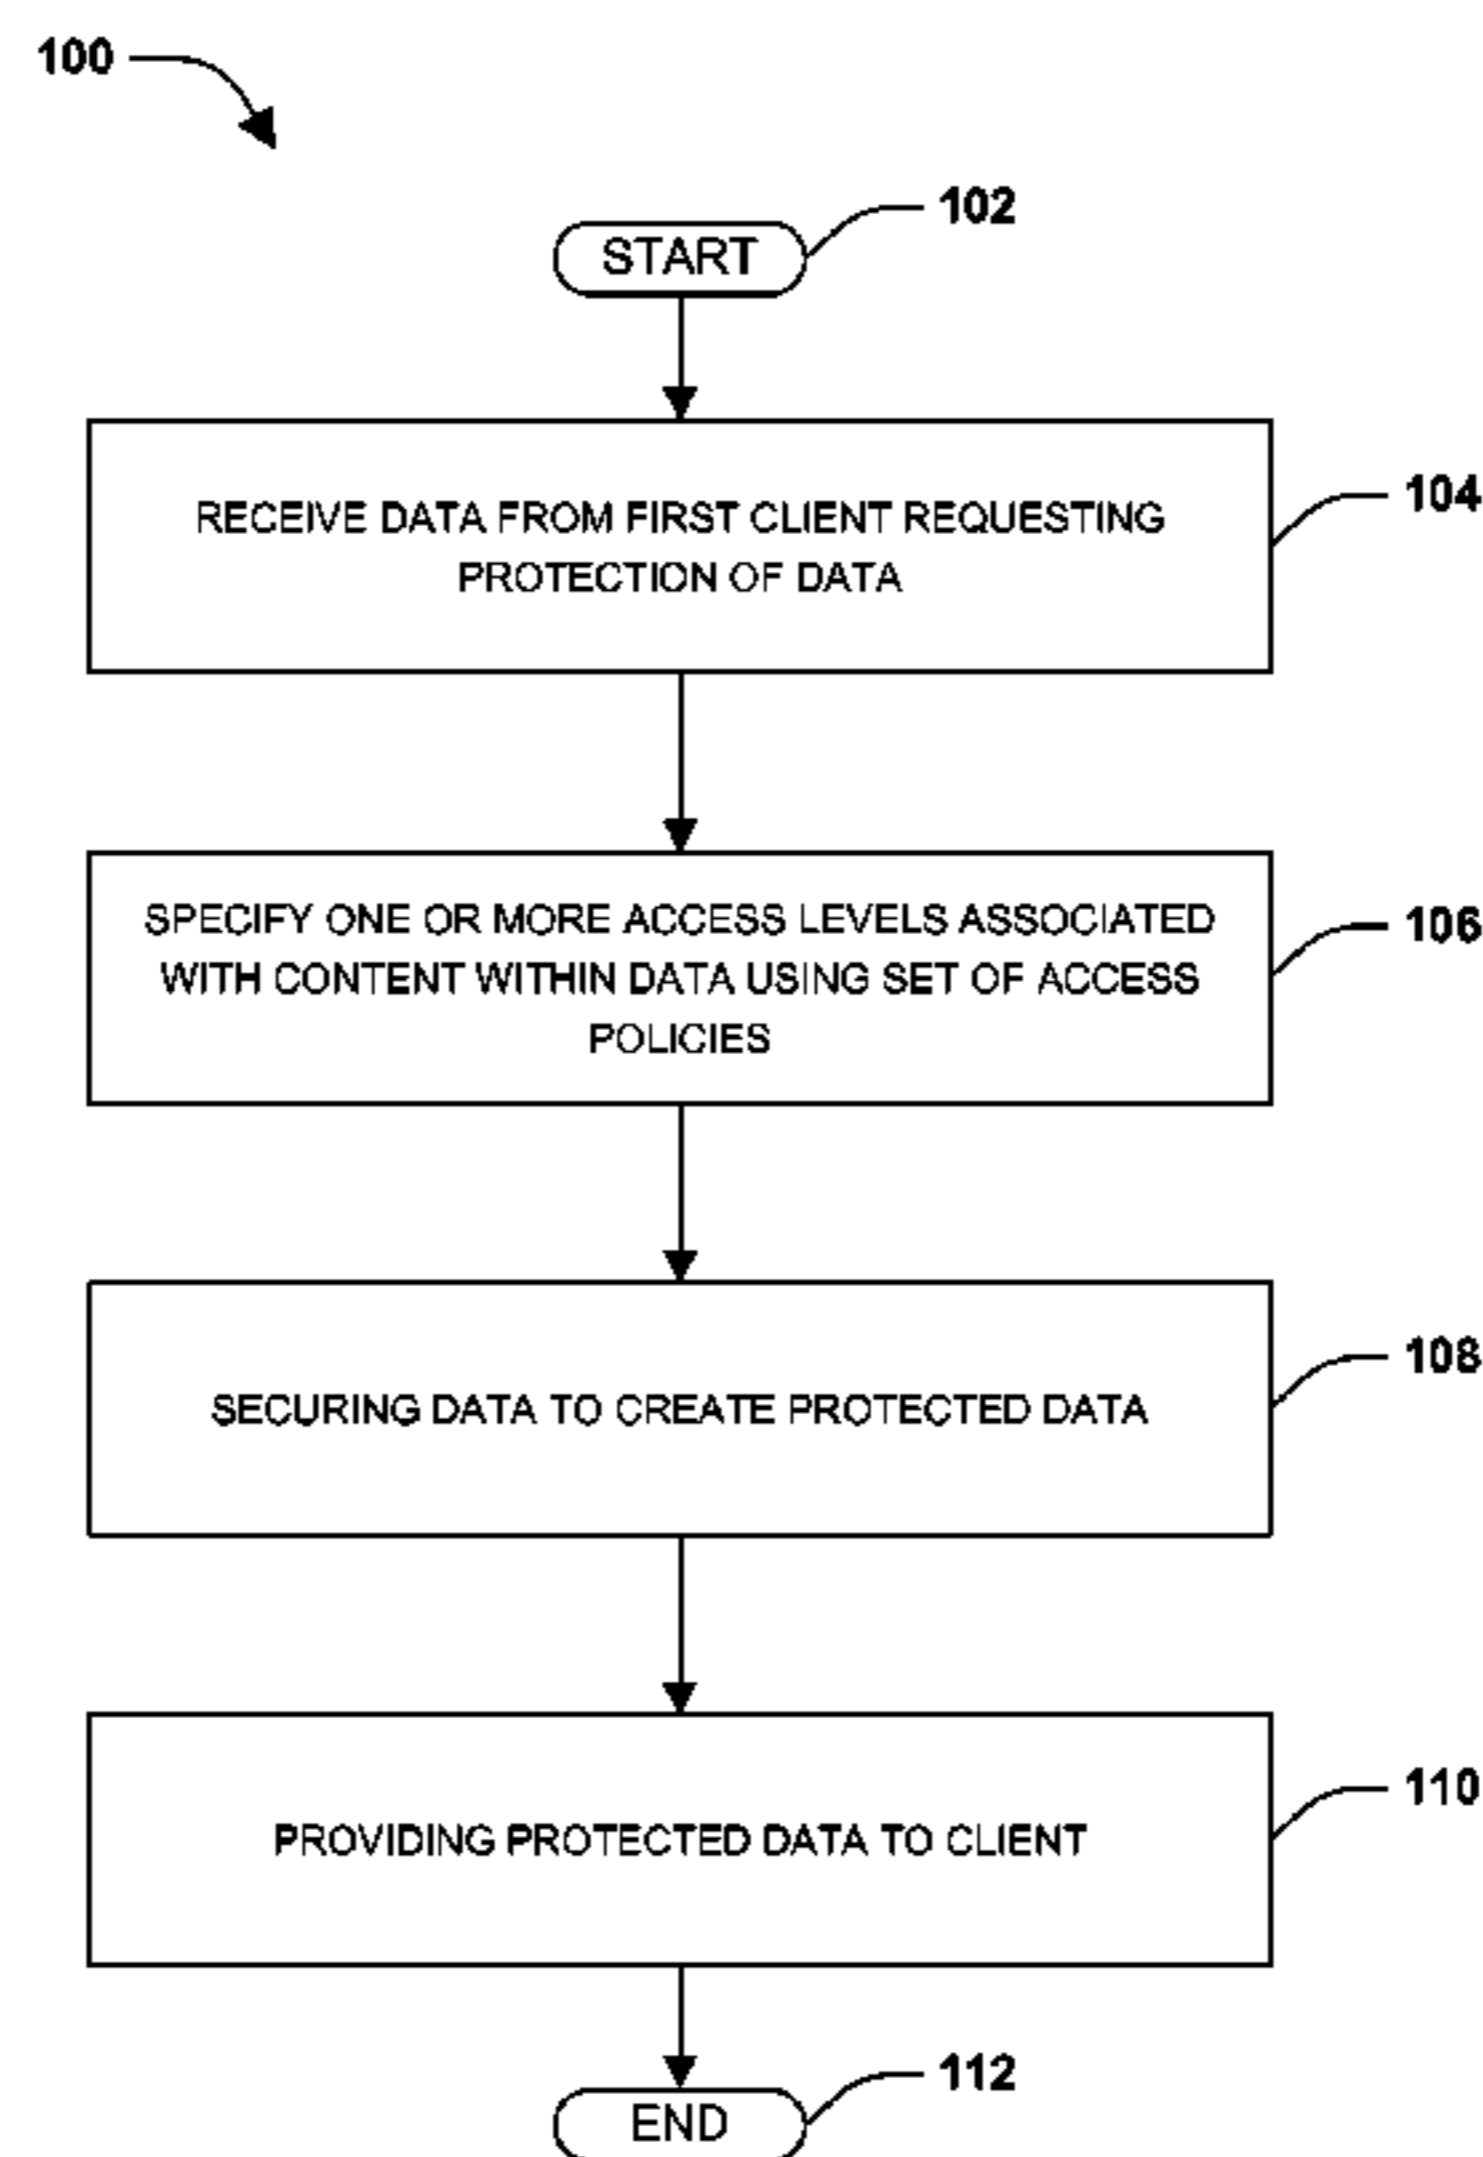 100
102
START
RECEIVE DATA FROM FIRST CLIENT REQUESTING
PROTECTION OF DATA
104
SPECIFY ONE OR MORE ACCESS LEVELS ASSOCIATED
WITH CONTENT WITHIN DATA USING SET OF ACCESS
POLICIES
106
SECURING DATA TO CREATE PROTECTED DATA
108
PROVIDING PROTECTED DATA TO CLIENT
110
112
END